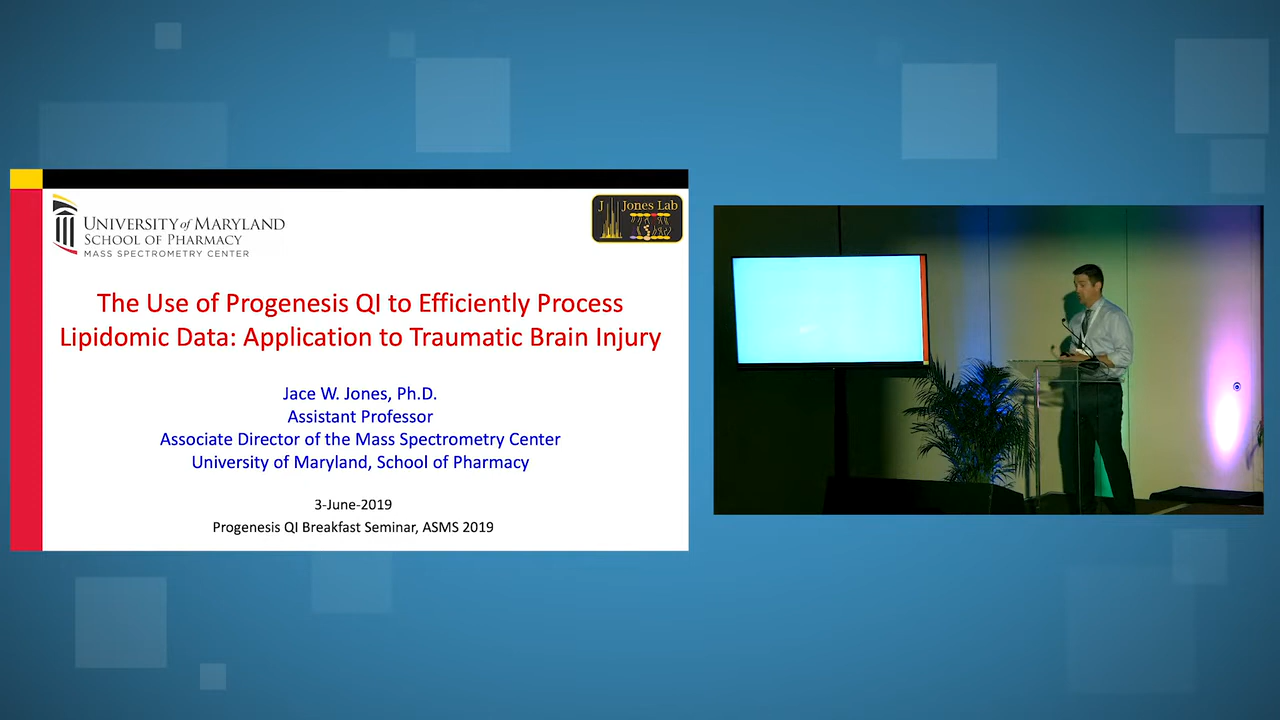 UNIVERSITY of MARYLAND
SCHOOL OF PHARMACY
MASS SPECTROMETRY CENTER
J Jones Lab
The Use of Progenesis QI to Efficiently Process
Lipidomic Data: Application to Traumatic Brain Injury
Jace W. Jones, Ph.D.
Assistant Professor
Associate Director of the Mass Spectrometry Center
University of Maryland, School of Pharmacy
3-June-2019
Progenesis QI Breakfast Seminar, ASMS 2019